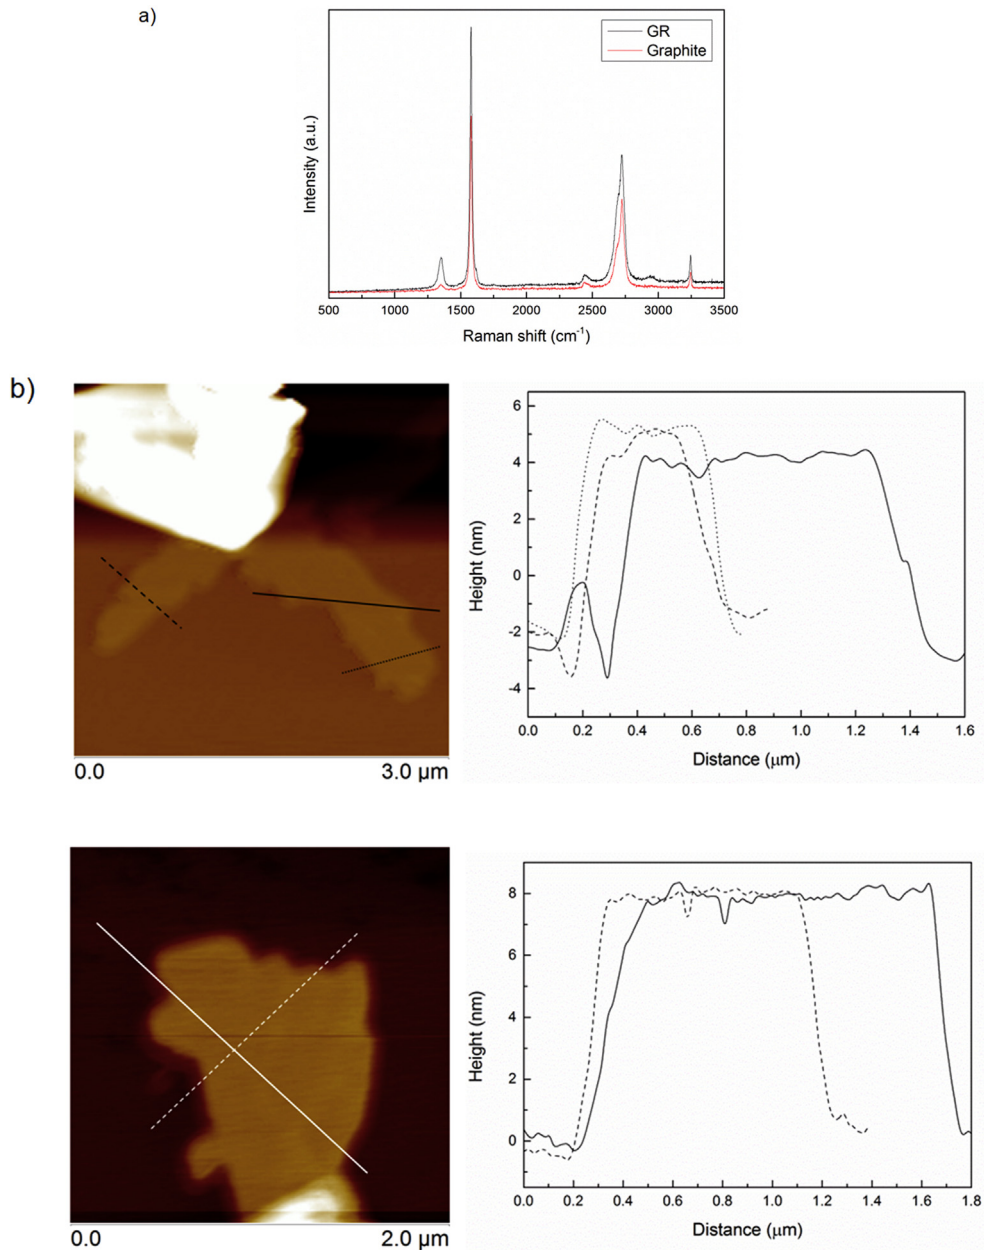 a)
GR
Graphite
Intensity (a.u.)
500 1000 1500 2000 2500 3000 3500
Raman shift (cm⁻¹)
b)
0.0 3.0 µm
6
4
2
0
-2
-4
Height (nm)
0.0 0.2 0.4 0.6 0.8 1.0 1.2 1.4 1.6
Distance (µm)
0.0 2.0 µm
8
6
4
2
0
Height (nm)
0.0 0.2 0.4 0.6 0.8 1.0 1.2 1.4 1.6 1.8
Distance (µm)